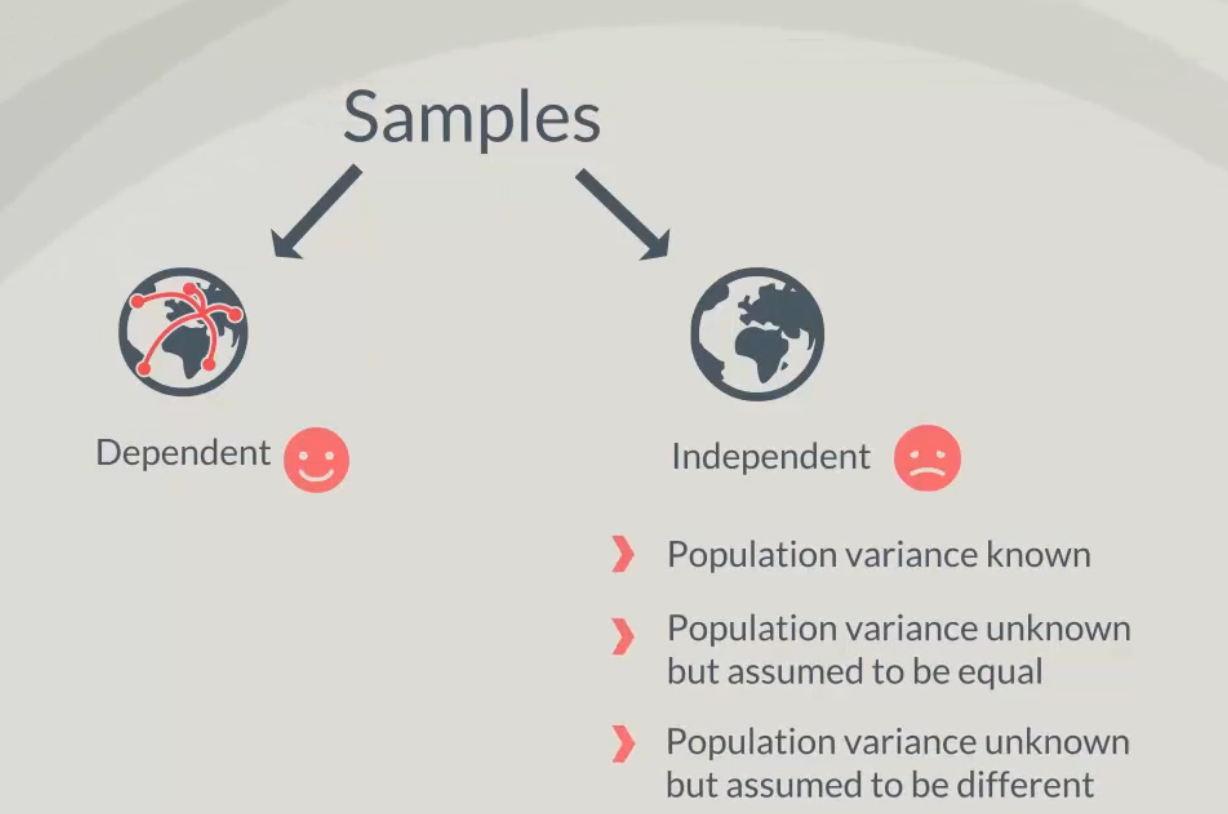 Samples
Dependent
Independent
Population variance known
Population variance unknown
but assumed to be equal
Population variance unknown
but assumed to be different